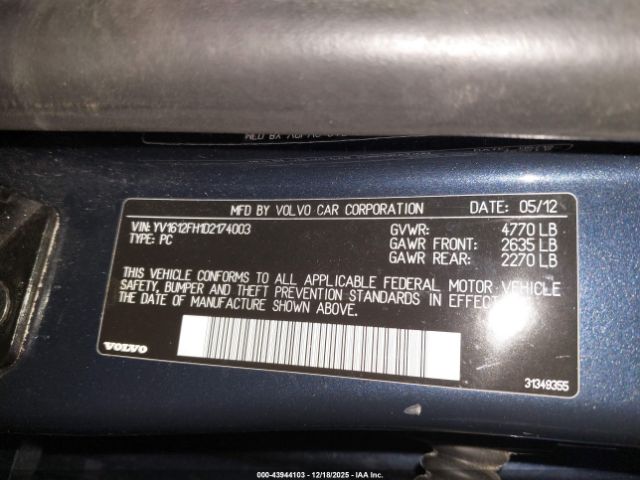 MFD BY VOLVO CAR CORPORATION DATE: 05/12
VIN: YV1612FH1D2174003 GVWR: 4770 LB
TYPE: PC GAWR FRONT: 2635 LB
GAWR REAR: 2270 LB
THIS VEHICLE CONFORMS TO ALL APPLICABLE FEDERAL MOTOR VEHICLE
SAFETY, BUMPER AND THEFT PREVENTION STANDARDS IN EFFECT
THE DATE OF MANUFACTURE SHOWN ABOVE.
VOLVO
31349355
000-43944103 - 12/18/2025 - IAA Inc.